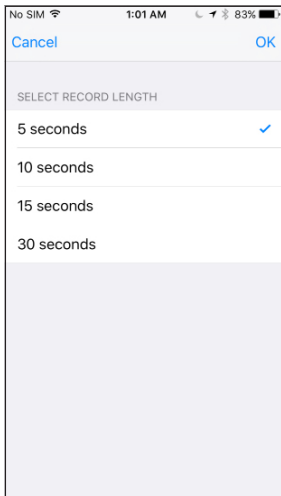 No SIM 1:01 AM 83%
Cancel OK
SELECT RECORD LENGTH
5 seconds
10 seconds
15 seconds
30 seconds